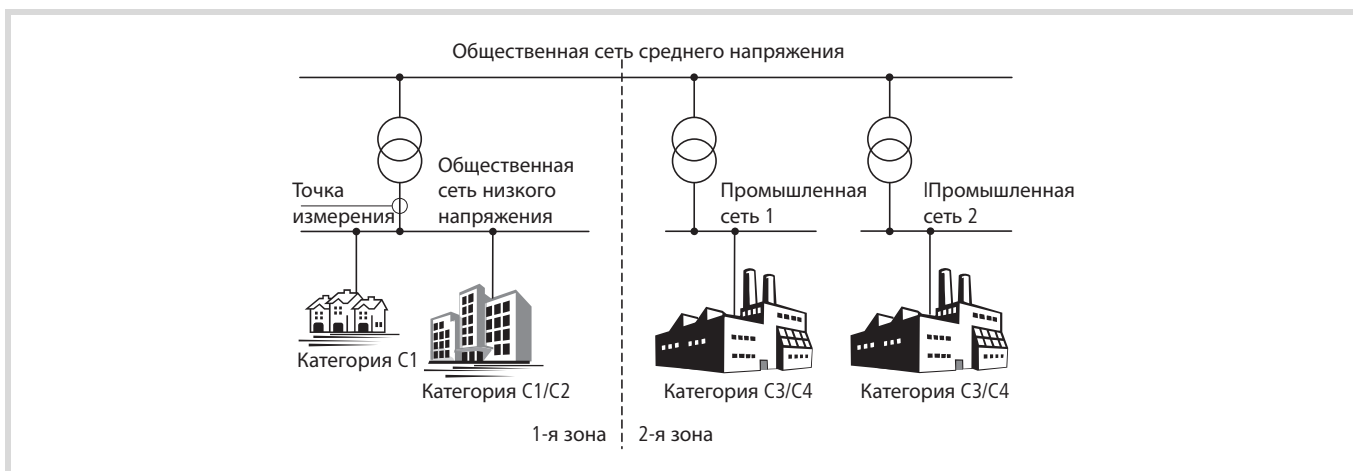 Общественная сеть среднего напряжения
Точка
измерения
Общественная
сеть низкого
напряжения
Промышленная
сеть 1
IПромышленная
сеть 2
Категория C1
Категория C1/C2
Категория C3/C4
Категория C3/C4
1-я зона
2-я зона